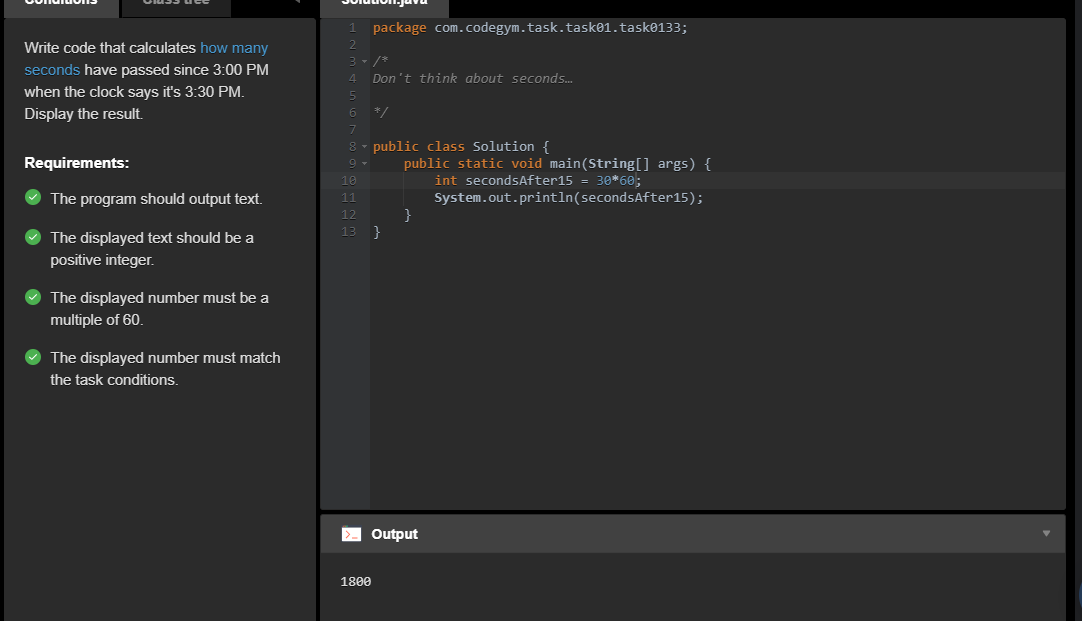 Conditions
Class tree
Solution.java
Write code that calculates how many
seconds have passed since 3:00 PM
when the clock says it's 3:30 PM.
Display the result.
Requirements:
The program should output text.
The displayed text should be a
positive integer.
The displayed number must be a
multiple of 60.
The displayed number must match
the task conditions.
1 package com.codegym.task.task01.task0133;
2
3 /*
4 Don't think about seconds…
5
6 */
7
8 public class Solution {
9 public static void main(String[] args) {
10 int secondsAfter15 = 30*60;
11 System.out.println(secondsAfter15);
12 }
13 }
Output
1800